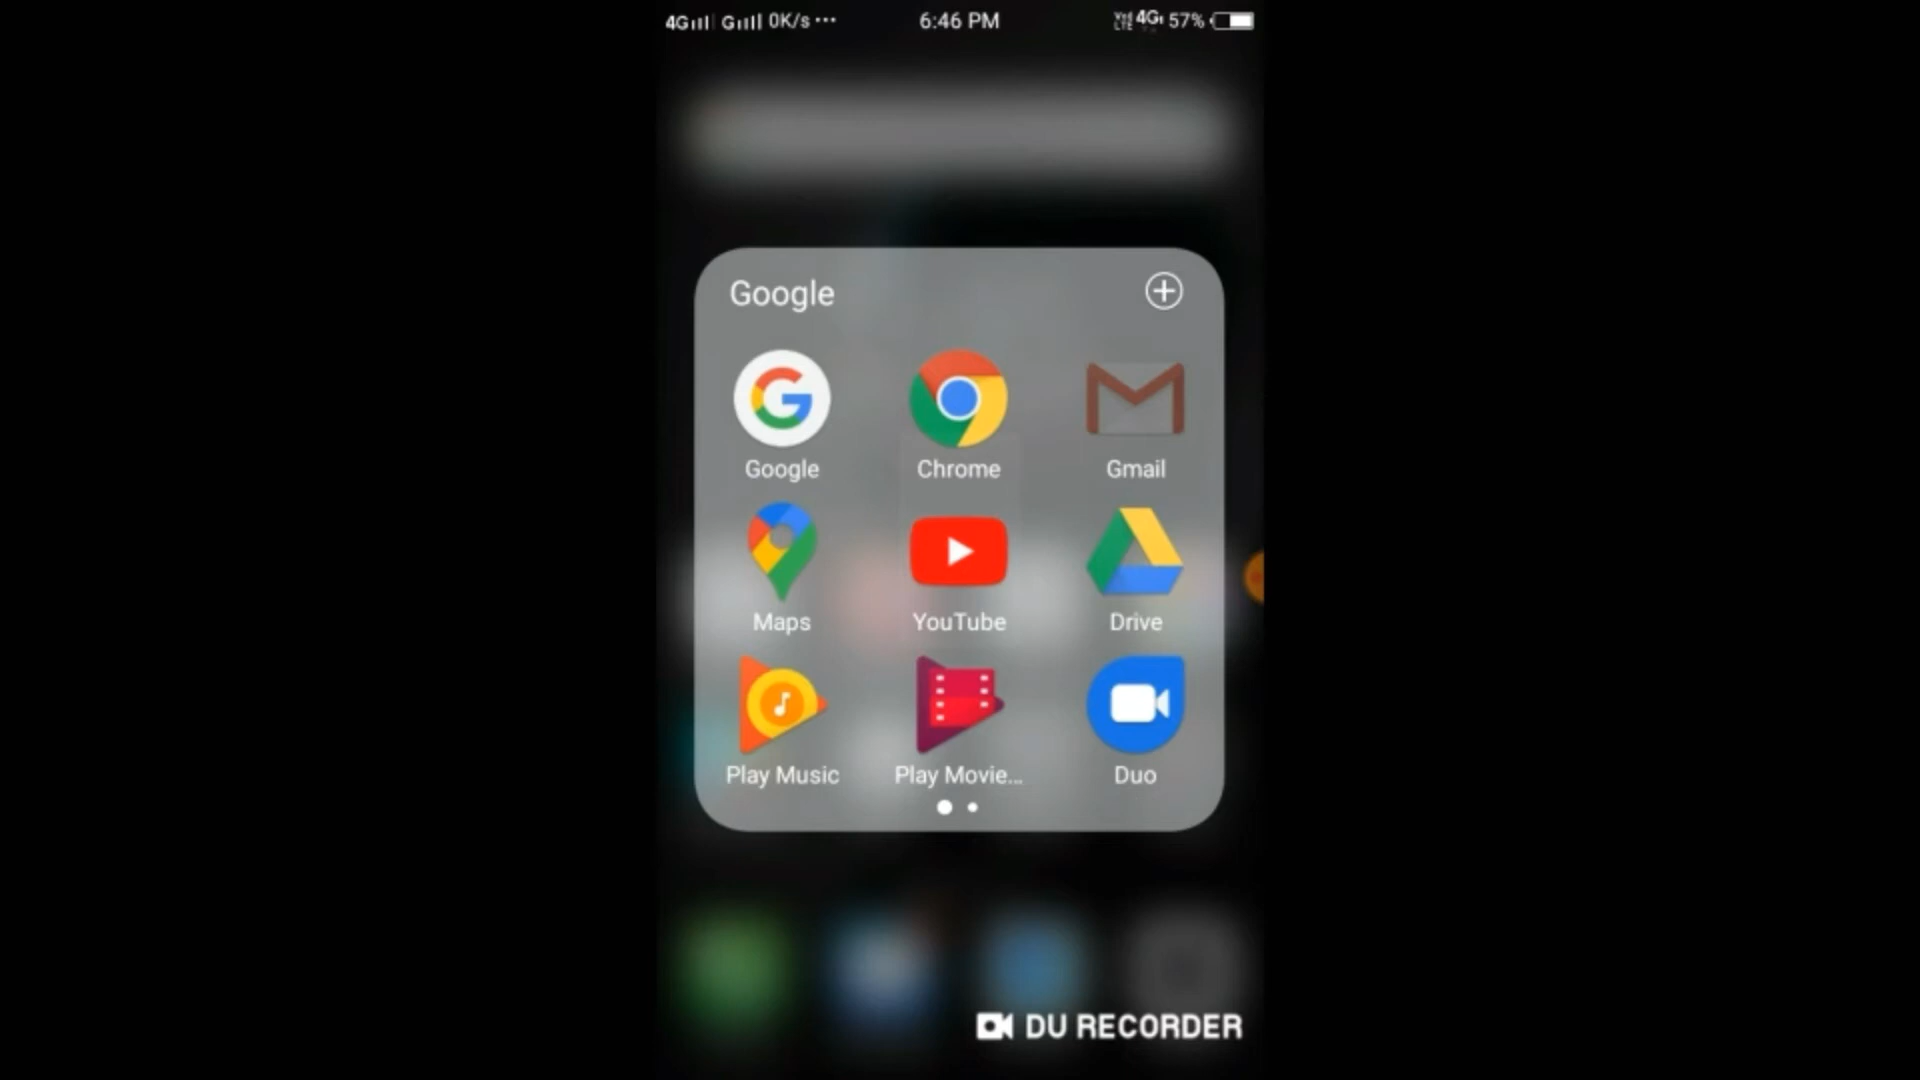 4G G 0K/s ··· 6:46 PM VoLTE 4G 57%
Google
Google Chrome Gmail
Maps YouTube Drive
Play Music Play Movie... Duo
DU RECORDER